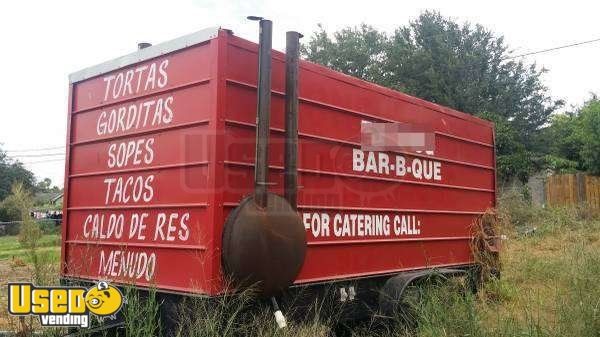 TORTAS
GORDITAS
SOPES
TACOS
CALDO DE RES
MENUDO
BAR-B-QUE
FOR CATERING CALL:
USED
vending